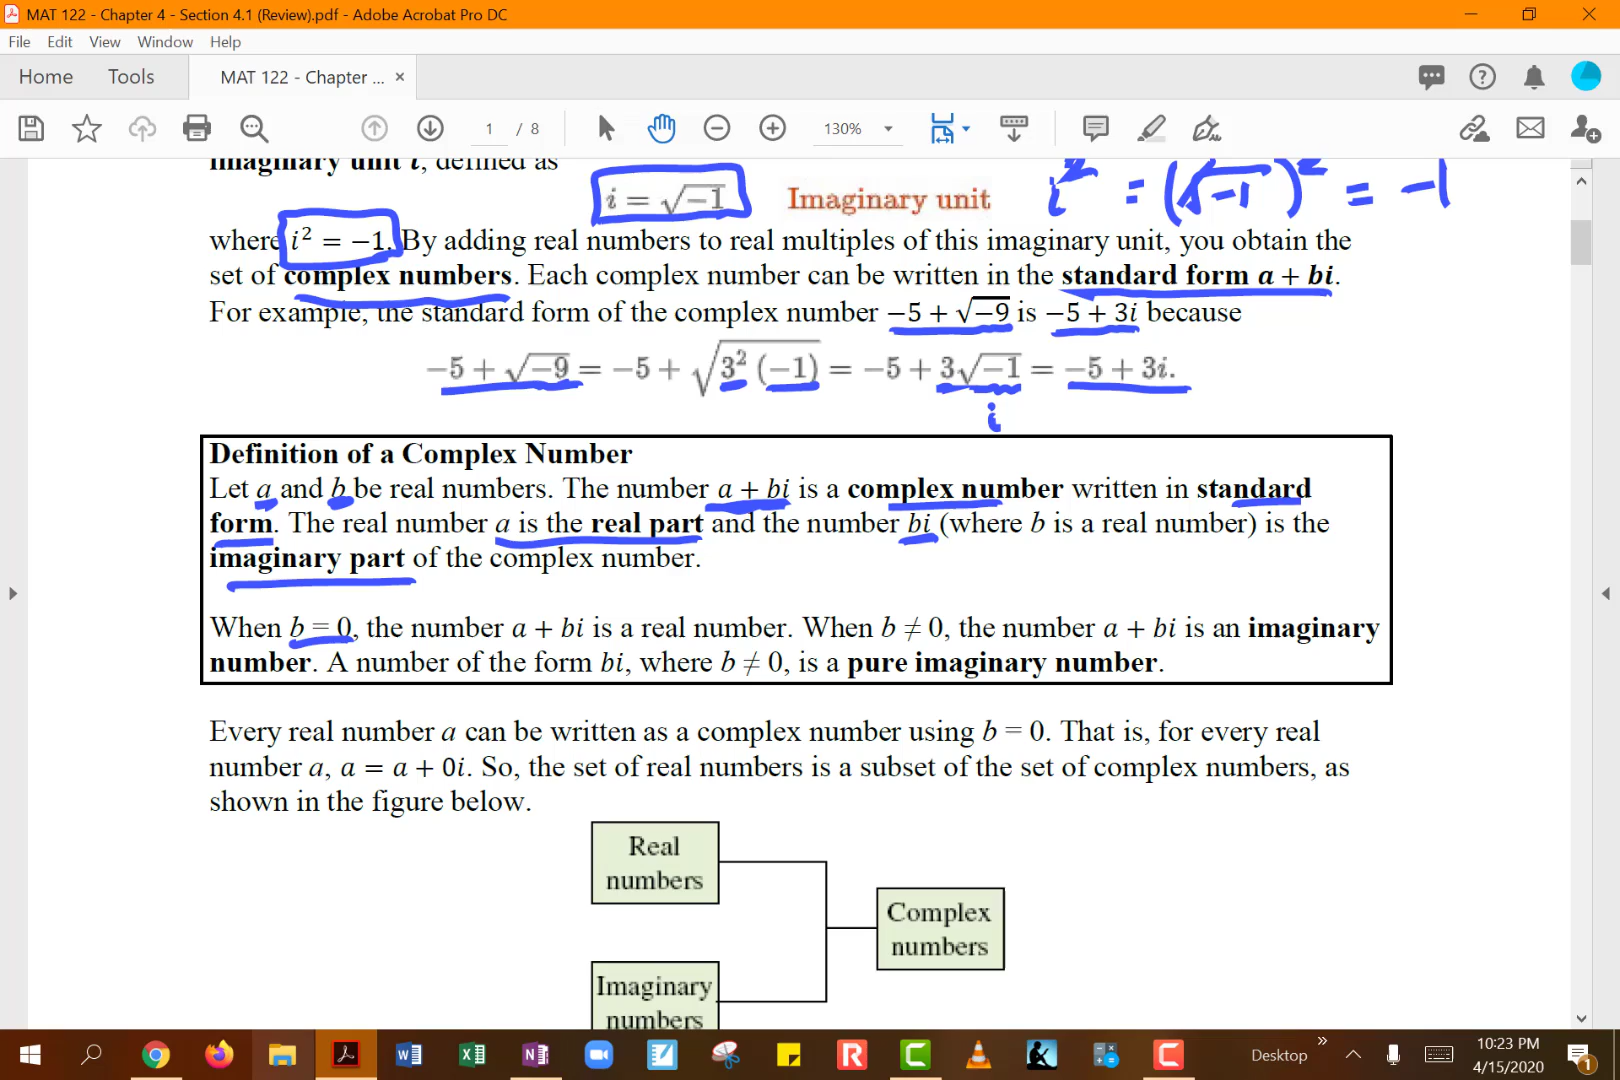 MAT 122 - Chapter 4 - Section 4.1 (Review).pdf - Adobe Acrobat Pro DC
File Edit View Window Help
Home Tools MAT 122 - Chapter ... ×
1 / 8 130%
imaginary unit i, defined as
i = √−1 Imaginary unit i² = (√−1)² = −1
where i² = −1. By adding real numbers to real multiples of this imaginary unit, you obtain the
set of complex numbers. Each complex number can be written in the standard form a + bi.
For example, the standard form of the complex number −5 + √−9 is −5 + 3i because
−5 + √−9 = −5 + √3² (−1) = −5 + 3√−1 = −5 + 3i.
i
Definition of a Complex Number
Let a and b be real numbers. The number a + bi is a complex number written in standard
form. The real number a is the real part and the number bi (where b is a real number) is the
imaginary part of the complex number.
When b = 0, the number a + bi is a real number. When b ≠ 0, the number a + bi is an imaginary
number. A number of the form bi, where b ≠ 0, is a pure imaginary number.
Every real number a can be written as a complex number using b = 0. That is, for every real
number a, a = a + 0i. So, the set of real numbers is a subset of the set of complex numbers, as
shown in the figure below.
Real
numbers
Complex
numbers
Imaginary
numbers
Desktop
10:23 PM
4/15/2020
1